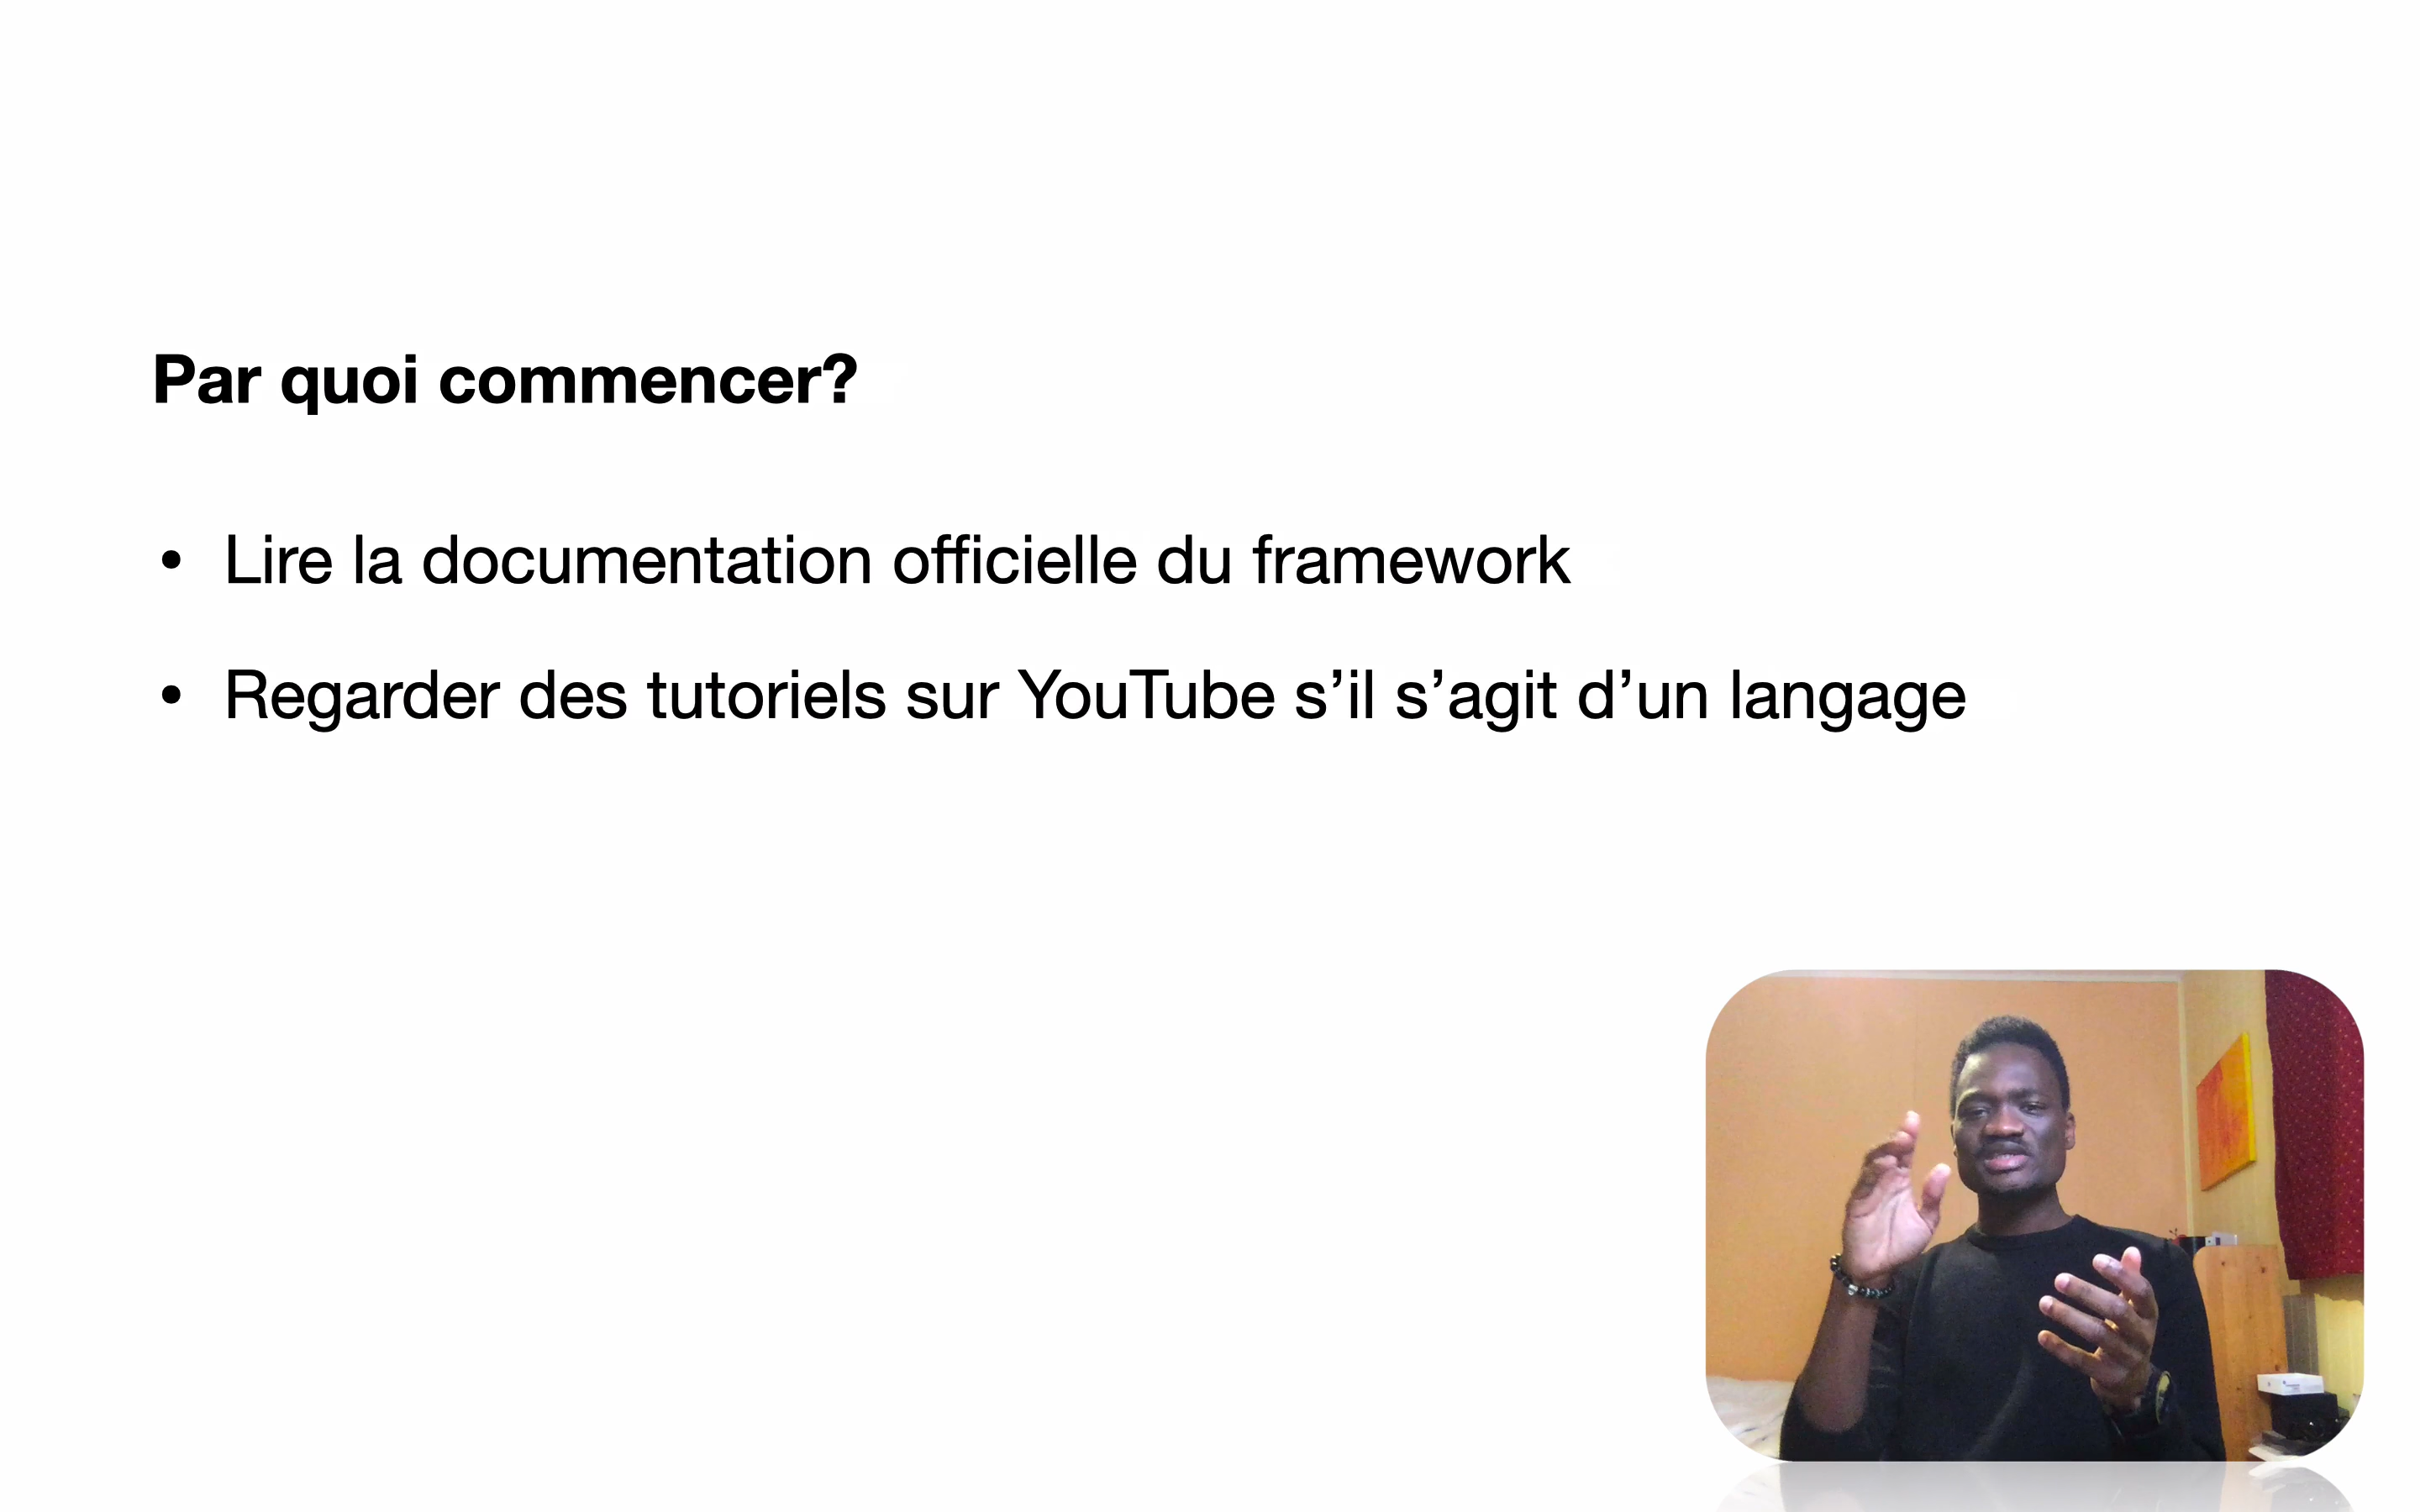 Par quoi commencer?
• Lire la documentation officielle du framework
• Regarder des tutoriels sur YouTube s’il s’agit d’un langage